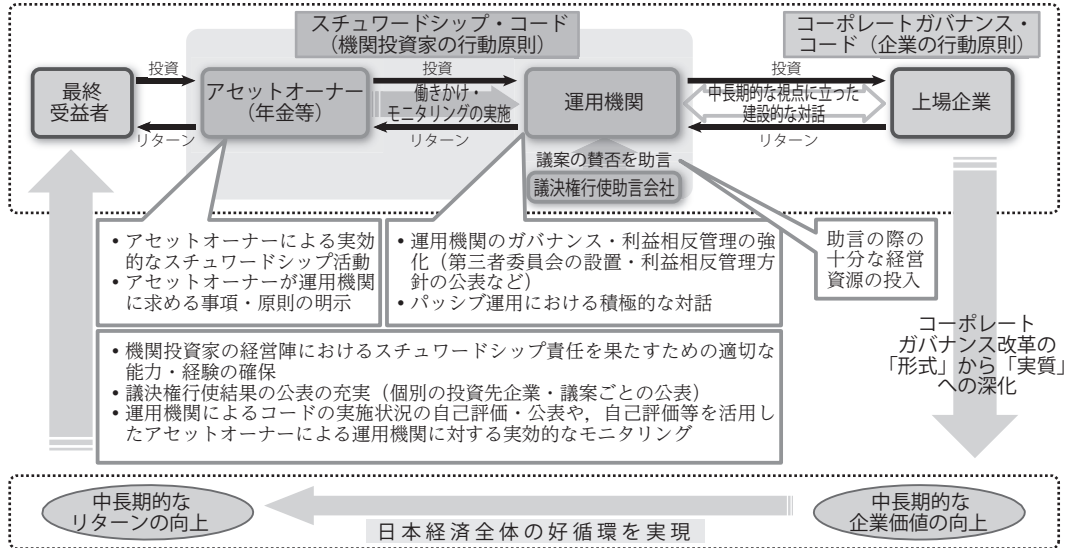 スチュワードシップ・コード
（機関投資家の行動原則）
コーポレートガバナンス・
コード（企業の行動原則）
最終
受益者
投資
リターン
アセットオーナー
（年金等）
投資
働きかけ・
モニタリングの実施
リターン
運用機関
投資
中長期的な視点に立った
建設的な対話
リターン
上場企業
議案の賛否を助言
議決権行使助言会社
• アセットオーナーによる実効
的なスチュワードシップ活動
• アセットオーナーが運用機関
に求める事項・原則の明示
• 運用機関のガバナンス・利益相反管理の強
化（第三者委員会の設置・利益相反管理方
針の公表など）
• パッシブ運用における積極的な対話
助言の際の
十分な経営
資源の投入
• 機関投資家の経営陣におけるスチュワードシップ責任を果たすための適切な
能力・経験の確保
• 議決権行使結果の公表の充実（個別の投資先企業・議案ごとの公表）
• 運用機関によるコードの実施状況の自己評価・公表や，自己評価等を活用し
たアセットオーナーによる運用機関に対する実効的なモニタリング
コーポレート
ガバナンス改革の
「形式」から「実質」
への深化
中長期的な
リターンの向上
日本経済全体の好循環を実現
中長期的な
企業価値の向上